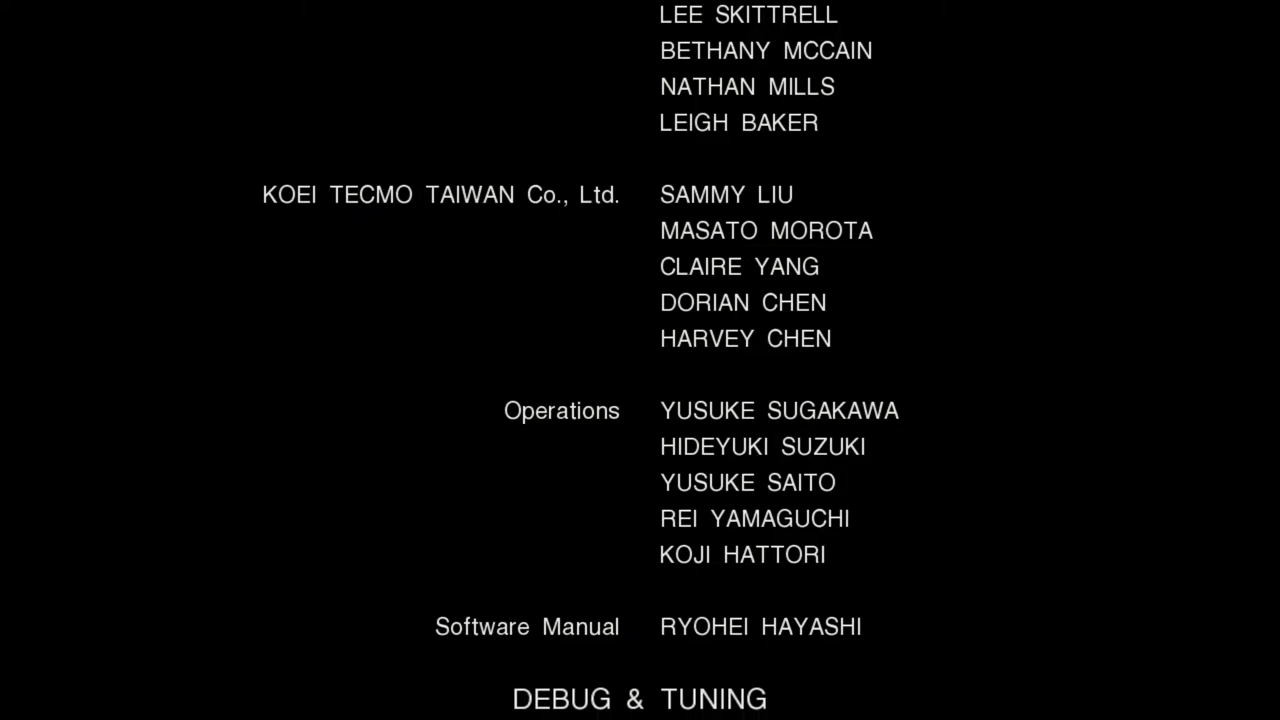 LEE SKITTRELL
BETHANY MCCAIN
NATHAN MILLS
LEIGH BAKER
KOEI TECMO TAIWAN Co., Ltd. SAMMY LIU
MASATO MOROTA
CLAIRE YANG
DORIAN CHEN
HARVEY CHEN
Operations YUSUKE SUGAKAWA
HIDEYUKI SUZUKI
YUSUKE SAITO
REI YAMAGUCHI
KOJI HATTORI
Software Manual RYOHEI HAYASHI
DEBUG & TUNING